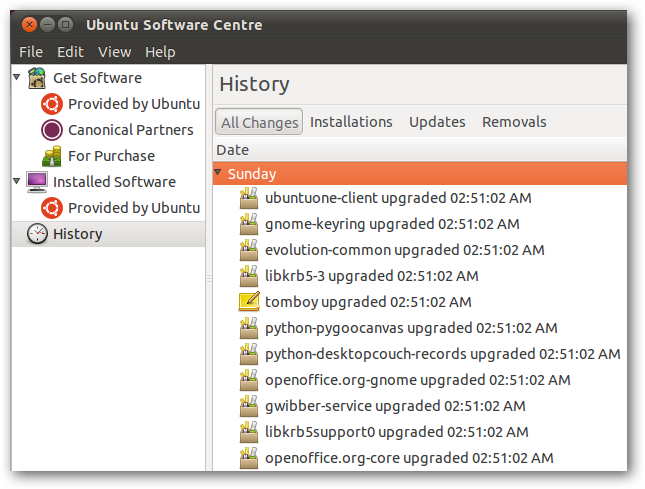 Ubuntu Software Centre
File Edit View Help
Get Software
Provided by Ubuntu
Canonical Partners
For Purchase
Installed Software
Provided by Ubuntu
History
History
All Changes Installations Updates Removals
Date
Sunday
ubuntuone-client upgraded 02:51:02 AM
gnome-keyring upgraded 02:51:02 AM
evolution-common upgraded 02:51:02 AM
libkrb5-3 upgraded 02:51:02 AM
tomboy upgraded 02:51:02 AM
python-pygoocanvas upgraded 02:51:02 AM
python-desktopcouch-records upgraded 02:51:02 AM
openoffice.org-gnome upgraded 02:51:02 AM
gwibber-service upgraded 02:51:02 AM
libkrb5support0 upgraded 02:51:02 AM
openoffice.org-core upgraded 02:51:02 AM